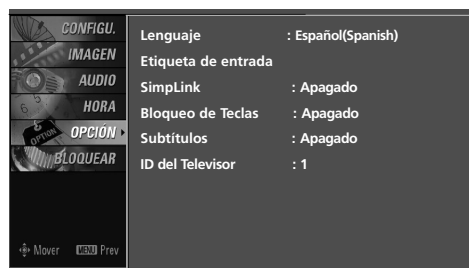 CONFIGU.
IMAGEN
AUDIO
HORA
OPCIÓN
BLOQUEAR
Mover MENU Prev
Lenguaje : Español(Spanish)
Etiqueta de entrada
SimpLink : Apagado
Bloqueo de Teclas : Apagado
Subtítulos : Apagado
ID del Televisor : 1